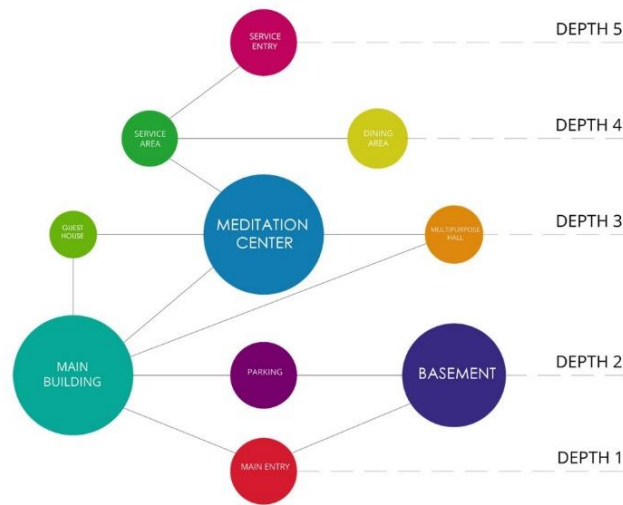 SERVICE
ENTRY
DEPTH 5
SERVICE
AREA
DINING
AREA
DEPTH 4
GUEST
HOUSE
MEDITATION
CENTER
MULTIPURPOSE
HALL
DEPTH 3
MAIN
BUILDING
PARKING
BASEMENT
DEPTH 2
MAIN ENTRY
DEPTH 1